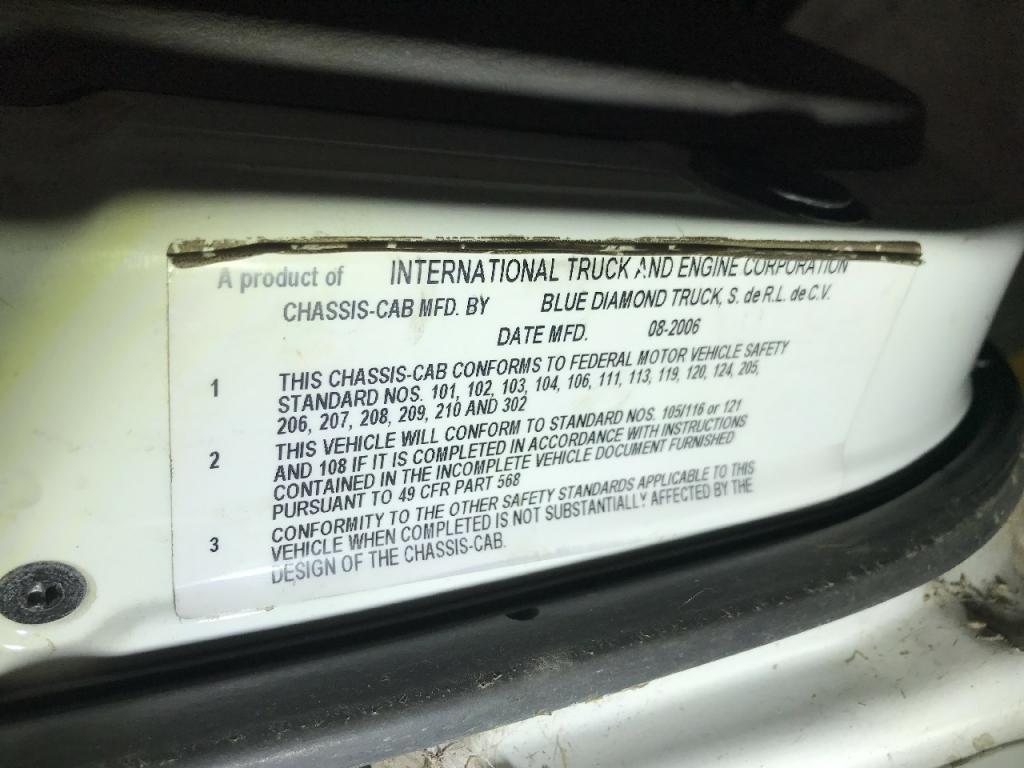 A product of INTERNATIONAL TRUCK AND ENGINE CORPORATION
CHASSIS-CAB MFD. BY BLUE DIAMOND TRUCK, S. de R.L. de C.V.
DATE MFD. 08-2006
1 THIS CHASSIS-CAB CONFORMS TO FEDERAL MOTOR VEHICLE SAFETY
STANDARD NOS. 101, 102, 103, 104, 106, 111, 113, 119, 120, 124, 205,
206, 207, 208, 209, 210 AND 302
2 THIS VEHICLE WILL CONFORM TO STANDARD NOS. 105/116 or 121
AND 108 IF IT IS COMPLETED IN ACCORDANCE WITH INSTRUCTIONS
CONTAINED IN THE INCOMPLETE VEHICLE DOCUMENT FURNISHED
PURSUANT TO 49 CFR PART 568
3 CONFORMITY TO THE OTHER SAFETY STANDARDS APPLICABLE TO THIS
VEHICLE WHEN COMPLETED IS NOT SUBSTANTIALLY AFFECTED BY THE
DESIGN OF THE CHASSIS-CAB.